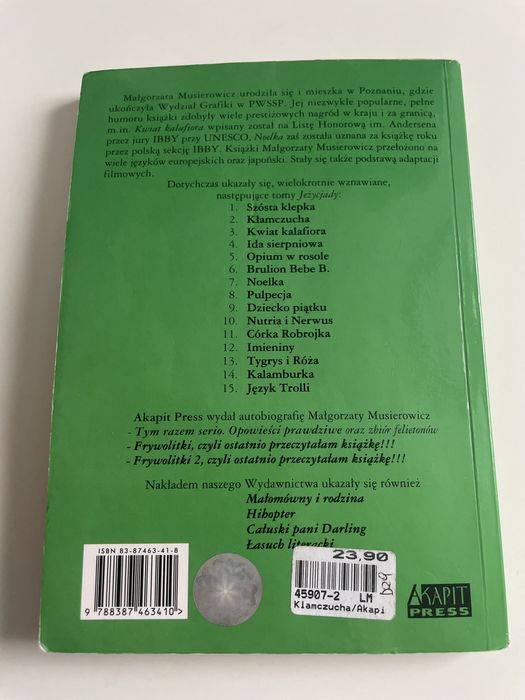 Małgorzata Musierowicz urodziła się i mieszka w Poznaniu, gdzie
ukończyła Wydział Grafiki w PWSSP. Jej niezwykle popularne, pełne
humoru książki zdobyły wiele prestiżowych nagród w kraju i za granicą,
m.in. Kwiat kalafiora wpisany został na Listę Honorową im. Andersena
przez jury IBBY przy UNESCO, Noelka zaś została uznana za książkę roku
przez polską sekcję IBBY. Książki Małgorzaty Musierowicz przełożono na
wiele języków europejskich oraz japoński. Stały się także podstawą adaptacji
filmowych.
Dotychczas ukazały się, wielokrotnie wznawiane,
następujące tomy Jeżycjady:
1. Szósta klepka
2. Kłamczucha
3. Kwiat kalafiora
4. Ida sierpniowa
5. Opium w rosole
6. Brulion Bebe B.
7. Noelka
8. Pulpecja
9. Dziecko piątku
10. Nutria i Nerwus
11. Córka Robrojka
12. Imieniny
13. Tygrys i Róża
14. Kalamburka
15. Język Trolli
Akapit Press wydał autobiografię Małgorzaty Musierowicz
- Tym razem serio. Opowieści prawdziwe oraz zbiór felietonów
- Frywolitki, czyli ostatnio przeczytałam książkę!!!
- Frywolitki 2, czyli ostatnio przeczytałam książkę!!!
Nakładem naszego Wydawnictwa ukazały się również
Małomówny i rodzina
Hihopter
Całuski pani Darling
Łasuch literacki
ISBN 83-87463-41-8
9 788387 463410>
23,90
45907-2 LM
Klamczucha/Akapi
AKAPIT
PRESS